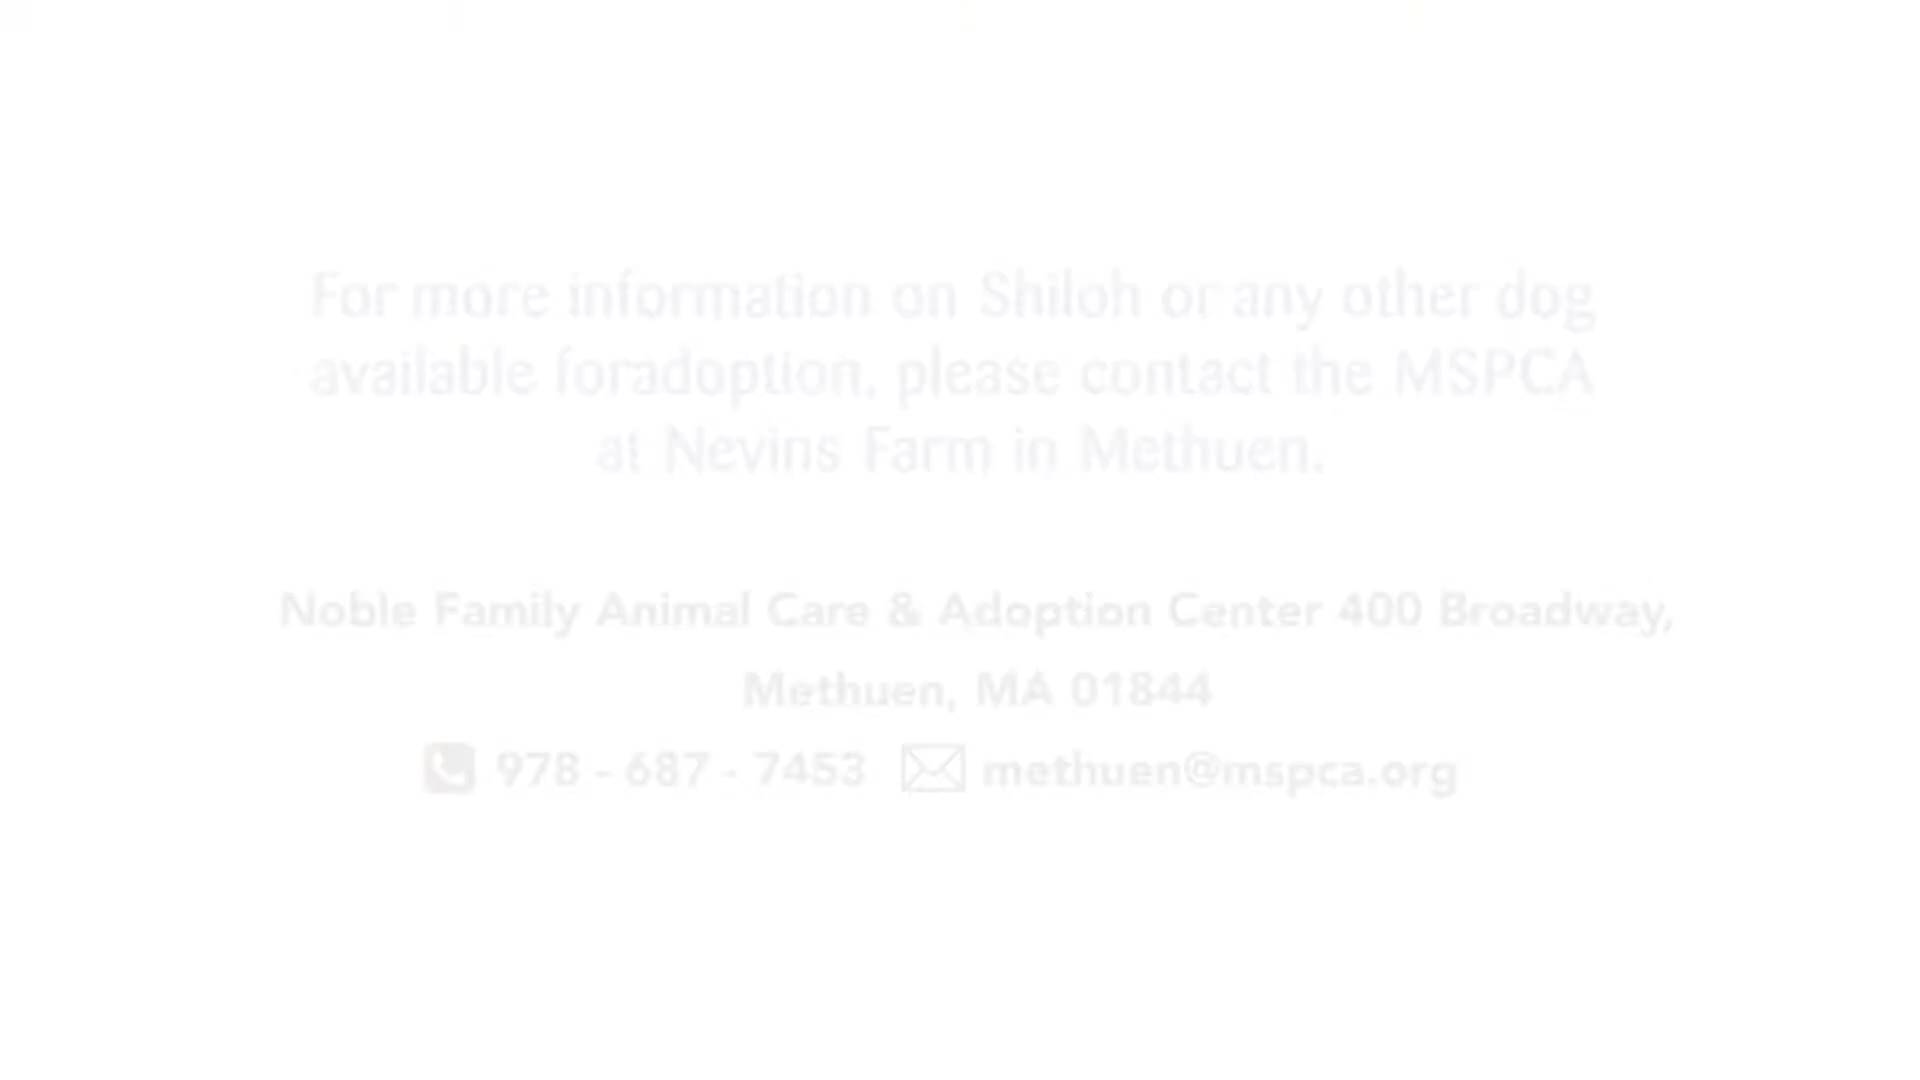 For more information on Shiloh or any other dog
available foradoption, please contact the MSPCA
at Nevins Farm in Methuen.
Noble Family Animal Care & Adoption Center 400 Broadway,
Methuen, MA 01844
978 - 687 - 7453 methuen@mspca.org